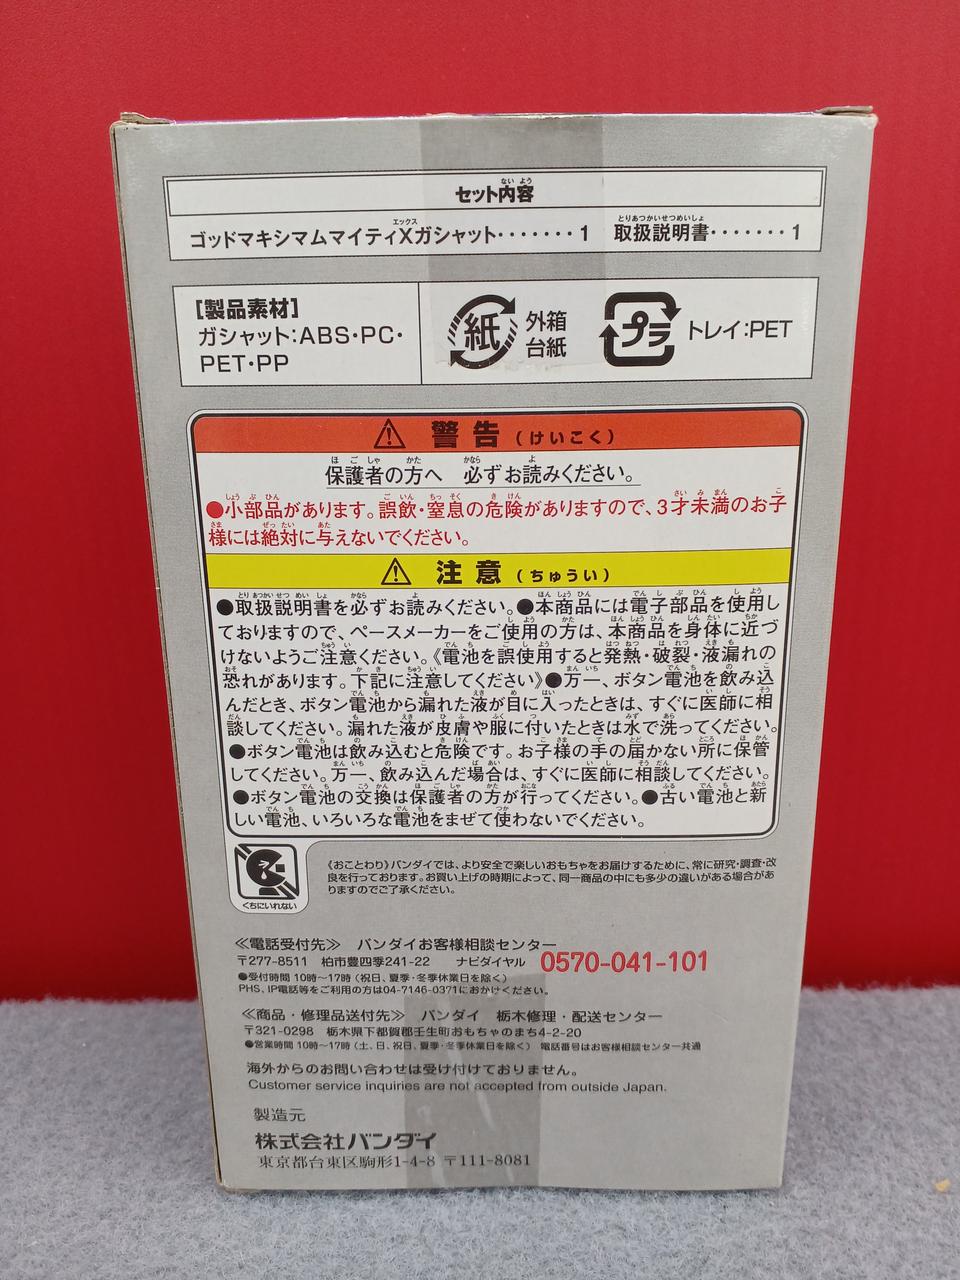 セット内容
ゴッドマキシマムマイティXガシャット・・・・・・・1　取扱説明書・・・・・・・1
[製品素材]
ガシャット:ABS・PC・
PET・PP
紙
外箱
台紙
プラ
トレイ:PET
警告(けいこく)
保護者の方へ　必ずお読みください。
●小部品があります。誤飲・窒息の危険がありますので、3才未満のお子
様には絶対に与えないでください。
注意(ちゅうい)
●取扱説明書を必ずお読みください。●本商品には電子部品を使用し
ておりますので、ペースメーカーをご使用の方は、本商品を身体に近づ
けないようご注意ください。《電池を誤使用すると発熱・破裂・液漏れの
恐れがあります。下記に注意してください》●万一、ボタン電池を飲み込
んだとき、ボタン電池から漏れた液が目に入ったときは、すぐに医師に相
談してください。漏れた液が皮膚や服に付いたときは水で洗ってください。
●ボタン電池は飲み込むと危険です。お子様の手の届かない所に保管
してください。万一、飲み込んだ場合は、すぐに医師に相談してください。
●ボタン電池の交換は保護者の方が行ってください。●古い電池と新
しい電池、いろいろな電池をまぜて使わないでください。
くちにいれない
《おことわり》バンダイでは、より安全で楽しいおもちゃをお届けするために、常に研究・調査・改
良を行っております。お買い上げの時期によって、同一商品の中にも多少の違いがある場合があ
りますのでご了承ください。
≪電話受付先≫　バンダイお客様相談センター
〒277-8511　柏市豊四季241-22　ナビダイヤル　0570-041-101
●受付時間 10時〜17時(祝日、夏季・冬季休業日を除く)
PHS、IP電話等をご利用の方は04-7146-0371におかけください。
≪商品・修理品送付先≫　バンダイ　栃木修理・配送センター
〒321-0298　栃木県下都賀郡壬生町おもちゃのまち4-2-20
●営業時間 10時〜17時(土、日、祝日、夏季・冬季休業日を除く)　電話番号はお客様相談センター共通
海外からのお問い合わせは受け付けておりません。
Customer service inquiries are not accepted from outside Japan.
製造元
株式会社バンダイ
東京都台東区駒形1-4-8 〒111-8081